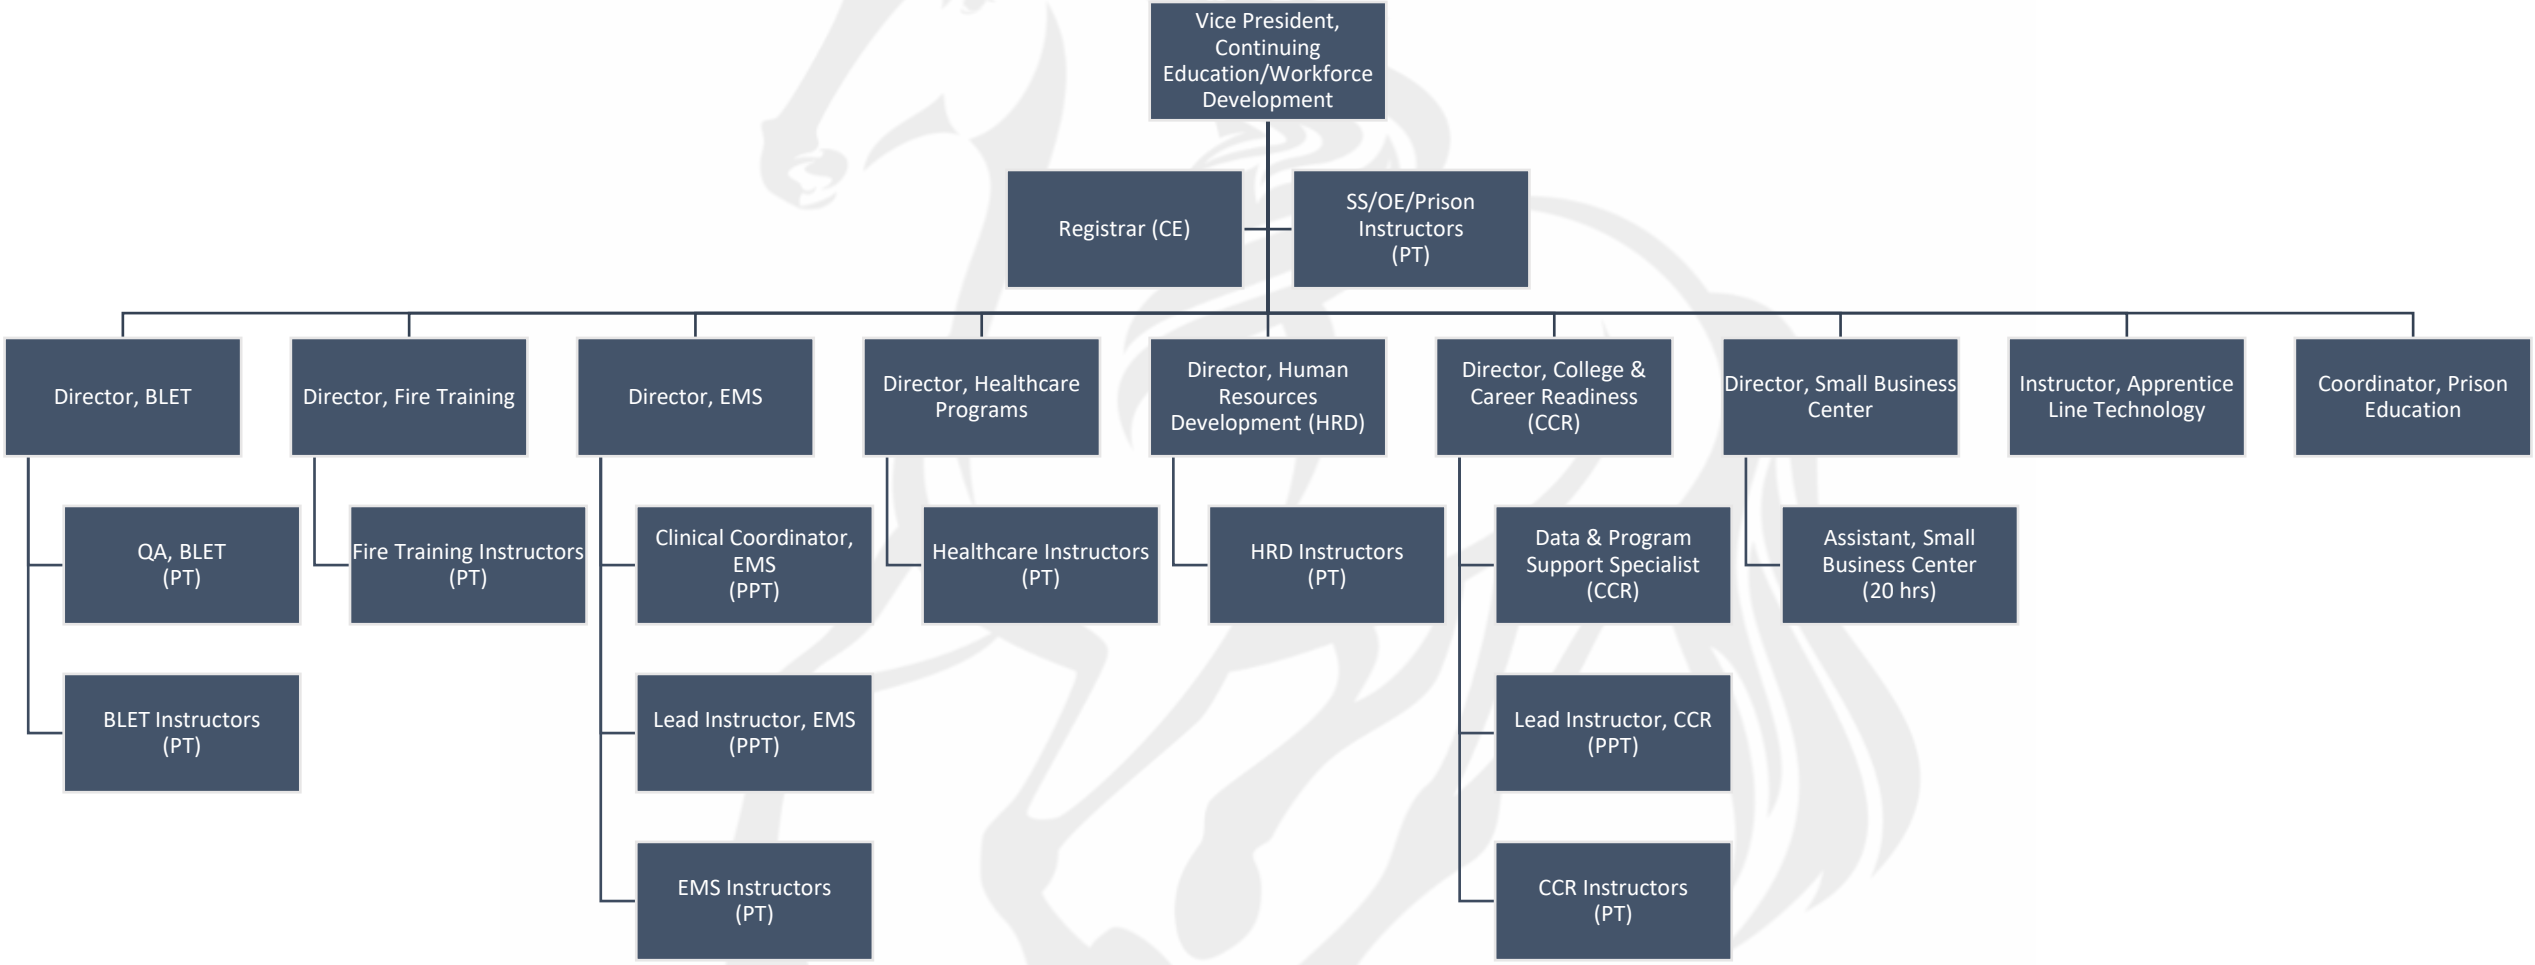 Vice President,
Continuing
Education/Workforce
Development
Registrar (CE)
SS/OE/Prison
Instructors
(PT)
Director, BLET
Director, Fire Training
Director, EMS
Director, Healthcare
Programs
Director, Human
Resources
Development (HRD)
Director, College &
Career Readiness
(CCR)
Director, Small Business
Center
Instructor, Apprentice
Line Technology
Coordinator, Prison
Education
QA, BLET
(PT)
Fire Training Instructors
(PT)
Clinical Coordinator,
EMS
(PPT)
Healthcare Instructors
(PT)
HRD Instructors
(PT)
Data & Program
Support Specialist
(CCR)
Assistant, Small
Business Center
(20 hrs)
BLET Instructors
(PT)
Lead Instructor, EMS
(PPT)
Lead Instructor, CCR
(PPT)
EMS Instructors
(PT)
CCR Instructors
(PT)